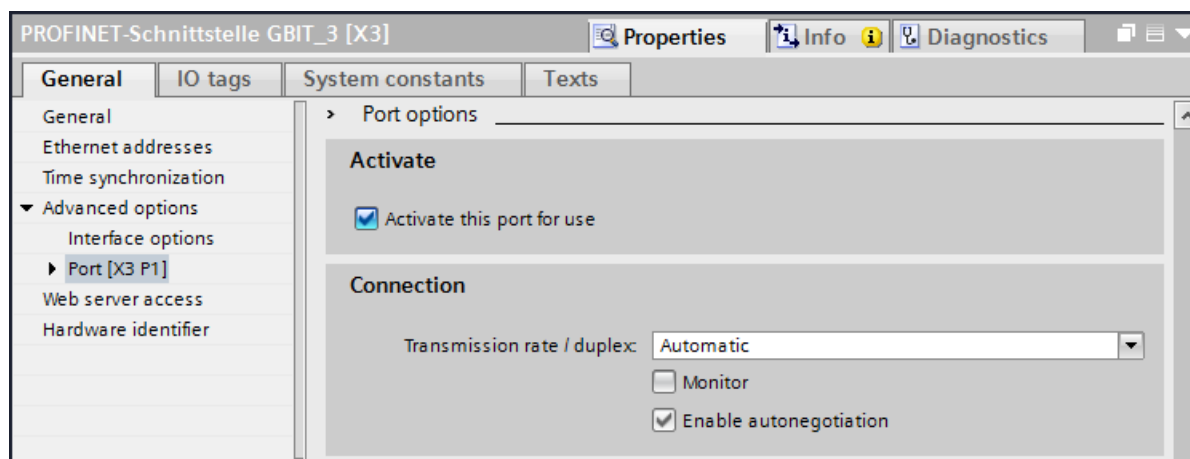 PROFINET-Schnittstelle GBIT_3 [X3]
Properties
Info
Diagnostics
General
IO tags
System constants
Texts
General
Ethernet addresses
Time synchronization
Advanced options
Interface options
Port [X3 P1]
Web server access
Hardware identifier
Port options
Activate
Activate this port for use
Connection
Transmission rate / duplex: Automatic
Monitor
Enable autonegotiation